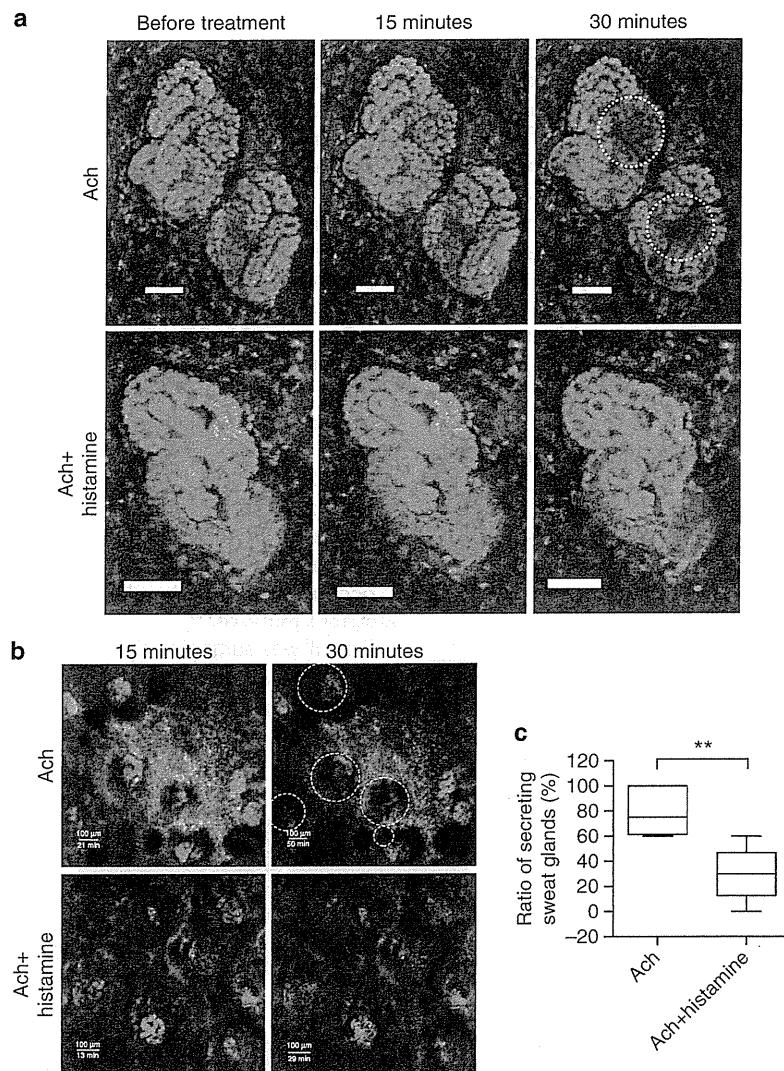 a
Before treatment
15 minutes
30 minutes
Ach
Ach+
histamine
b
15 minutes
30 minutes
Ach
100 µm
21 min
100 µm
50 min
Ach+
histamine
100 µm
13 min
100 µm
29 min
c
**
Ratio of secreting
sweat glands (%)
120
100
80
60
40
20
0
–20
Ach
Ach+histamine